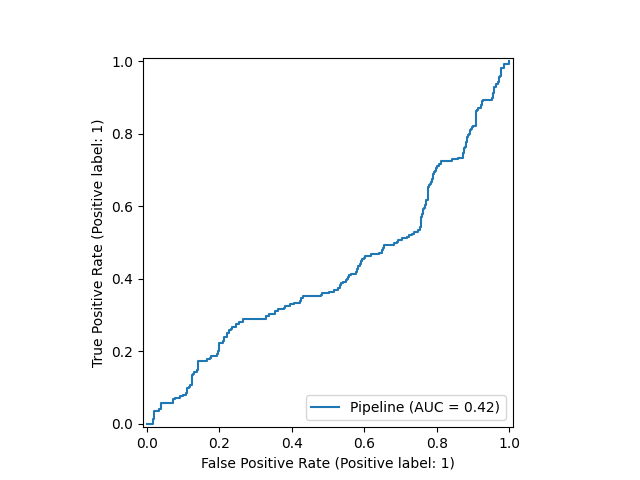 1.0
0.8
0.6
0.4
0.2
0.0
True Positive Rate (Positive label: 1)
Pipeline (AUC = 0.42)
0.0 0.2 0.4 0.6 0.8 1.0
False Positive Rate (Positive label: 1)